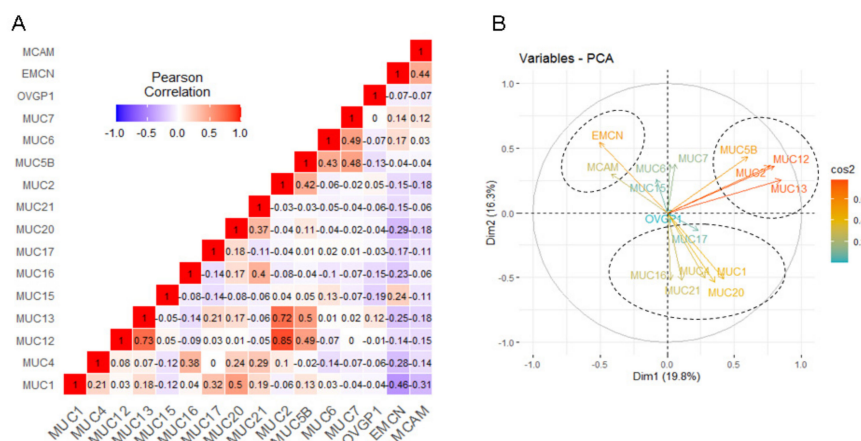 A
MCAM 1
EMCN 1 0.44
OVGP1 1 -0.07 -0.07
MUC7 1 0 0.14 0.12
MUC6 1 0.49 -0.07 0.17 0.03
MUC5B 1 0.43 0.48 -0.13 -0.04 -0.04
MUC2 1 0.42 -0.06 -0.02 0.05 -0.15 -0.18
MUC21 1 -0.03 -0.03 -0.05 -0.04 -0.06 -0.15 -0.06
MUC20 1 0.37 -0.04 0.11 -0.04 -0.02 -0.04 -0.29 -0.18
MUC17 1 0.18 -0.11 -0.04 0.01 0.02 0.01 -0.03 -0.17 -0.11
MUC16 1 -0.14 0.17 0.4 -0.08 -0.04 -0.1 -0.07 -0.15 -0.23 -0.06
MUC15 1 -0.08 -0.14 -0.08 -0.06 0.04 0.05 0.13 -0.07 -0.19 0.24 -0.11
MUC13 1 -0.05 -0.14 0.21 0.17 -0.06 0.72 0.5 0.01 0.02 0.12 -0.25 -0.18
MUC12 1 0.73 0.05 -0.09 0.03 0.01 -0.05 0.85 0.49 -0.07 0 -0.01 -0.14 -0.15
MUC4 1 0.08 0.07 -0.12 0.38 0 0.24 0.29 0.1 -0.02 -0.14 -0.07 -0.06 -0.28 -0.14
MUC1 1 0.21 0.03 0.18 -0.12 0.04 0.32 0.5 0.19 -0.06 0.13 0.03 -0.04 -0.04 -0.46 -0.31
MUC1 MUC4 MUC12 MUC13 MUC15 MUC16 MUC17 MUC20 MUC21 MUC2 MUC5B MUC6 MUC7 OVGP1 EMCN MCAM
Pearson
Correlation
-1.0 -0.5 0.0 0.5 1.0
B
Variables - PCA
1.0
0.5
0.0
-0.5
-1.0
Dim2 (16.3%)
EMCN
MUC5B
MUC12
MUC7
MUC6
MCAM
MUC2
MUC15
MUC13
OVGP1
MUC17
MUC16
MUC4
MUC1
MUC21
MUC20
-1.0 -0.5 0.0 0.5 1.0
Dim1 (19.8%)
cos2
0.
0.
0.